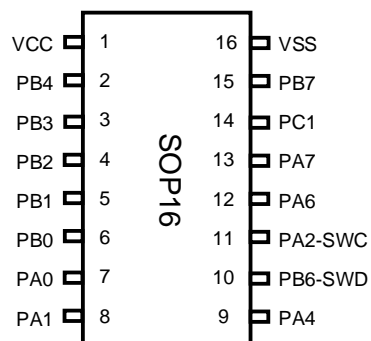 VCC 1 16 VSS
PB4 2 15 PB7
PB3 3 14 PC1
PB2 4 13 PA7
PB1 5 12 PA6
PB0 6 11 PA2-SWC
PA0 7 10 PB6-SWD
PA1 8 9 PA4
SOP16